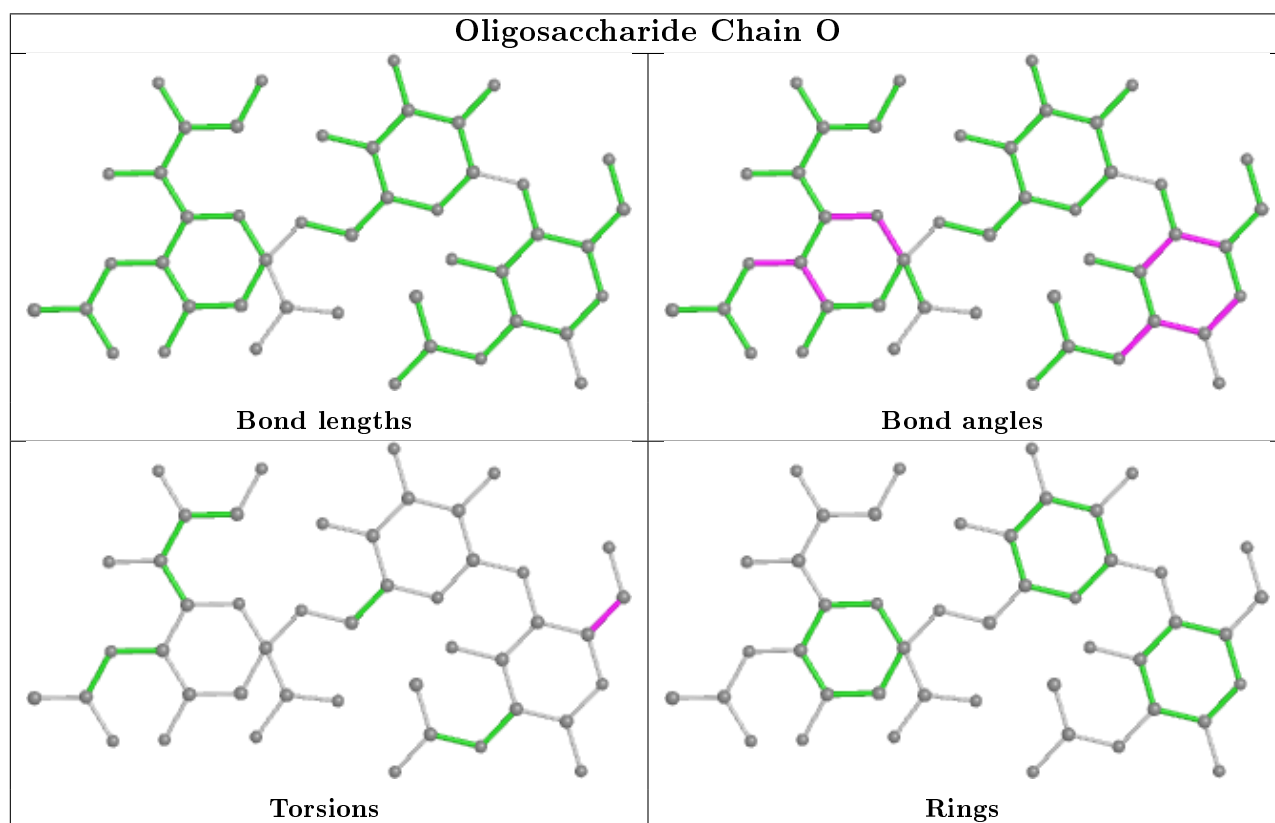 Oligosaccharide Chain O
Bond lengths
Bond angles
Torsions
Rings